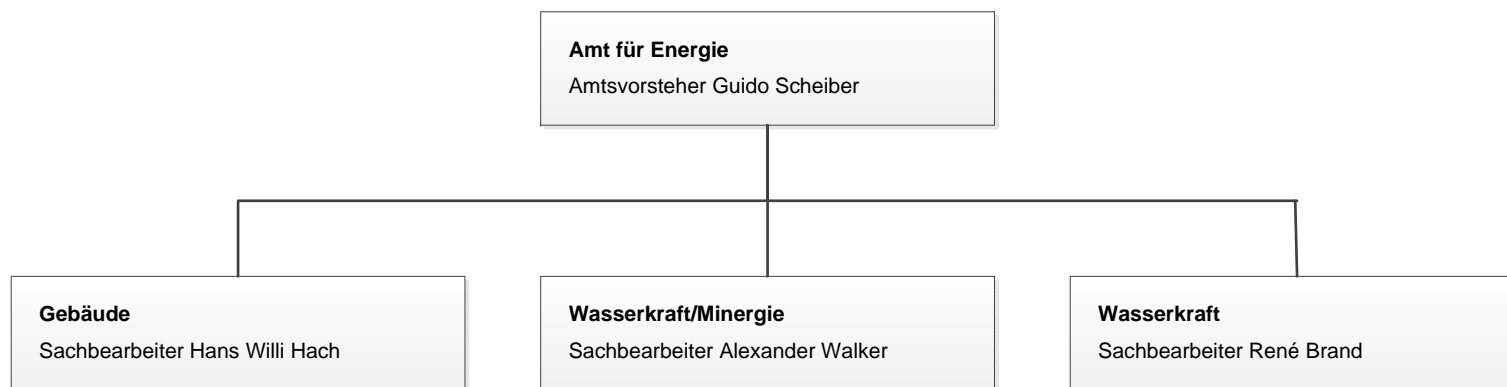 Amt für Energie
Amtsvorsteher Guido Scheiber
Gebäude
Sachbearbeiter Hans Willi Hach
Wasserkraft/Minergie
Sachbearbeiter Alexander Walker
Wasserkraft
Sachbearbeiter René Brand